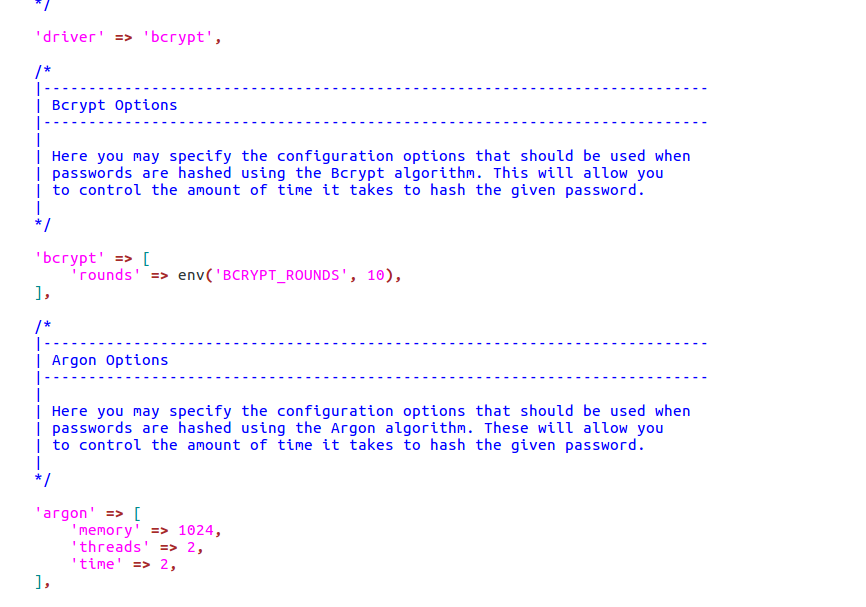 */
'driver' => 'bcrypt',
/*
|--------------------------------------------------------------------------
| Bcrypt Options
|--------------------------------------------------------------------------
|
| Here you may specify the configuration options that should be used when
| passwords are hashed using the Bcrypt algorithm. This will allow you
| to control the amount of time it takes to hash the given password.
|
*/
'bcrypt' => [
    'rounds' => env('BCRYPT_ROUNDS', 10),
],
/*
|--------------------------------------------------------------------------
| Argon Options
|--------------------------------------------------------------------------
|
| Here you may specify the configuration options that should be used when
| passwords are hashed using the Argon algorithm. These will allow you
| to control the amount of time it takes to hash the given password.
|
*/
'argon' => [
    'memory' => 1024,
    'threads' => 2,
    'time' => 2,
],